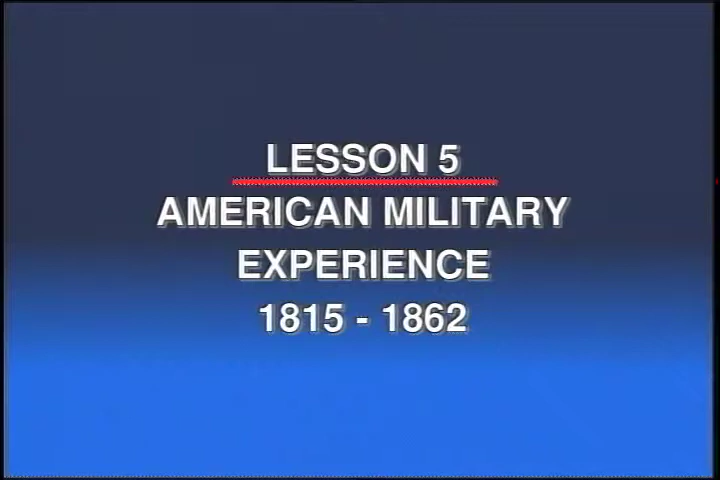 LESSON 5
AMERICAN MILITARY
EXPERIENCE
1815 - 1862